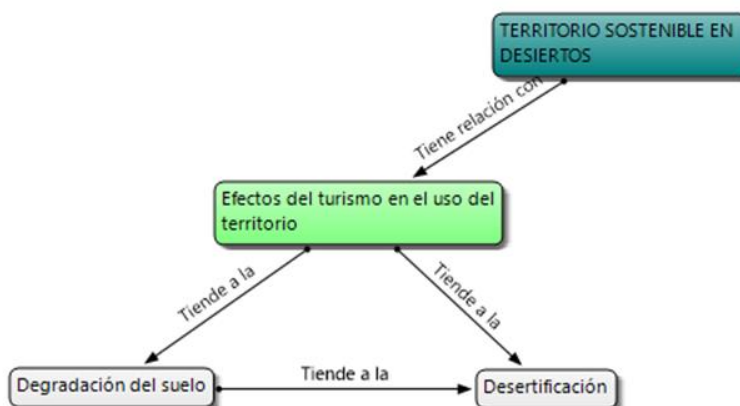 TERRITORIO SOSTENIBLE EN
DESIERTOS
Tiene relación con
Efectos del turismo en el uso del
territorio
Tiende a la
Tiende a la
Degradación del suelo
Tiende a la
Desertificación